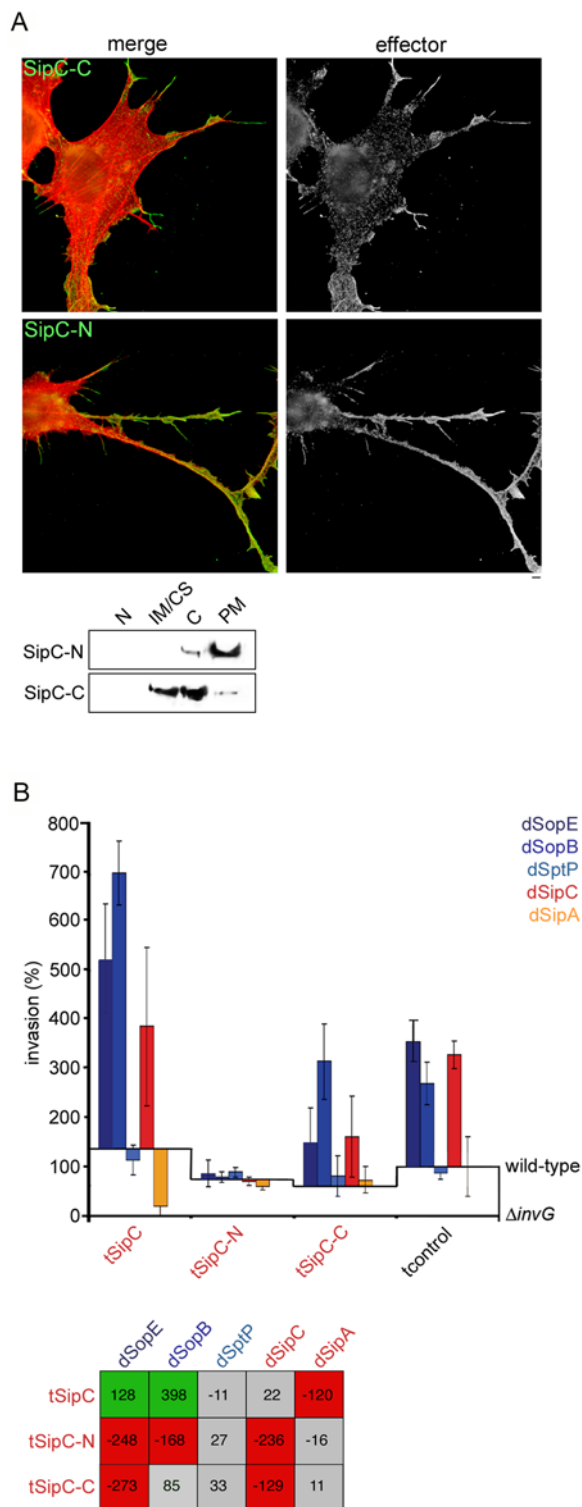 A
merge effector
SipC-C
SipC-N
N IM/CS C PM
SipC-N
SipC-C
B
800
700
600
500
400
300
200
100
0
invasion (%)
dSopE
dSopB
dSptP
dSipC
dSipA
wild-type
ΔinvG
tSipC tSipC-N tSipC-C tcontrol
dSopE dSopB dSptP dSipC dSipA
tSipC 128 398 -11 22 -120
tSipC-N -248 -168 27 -236 -16
tSipC-C -273 85 33 -129 11